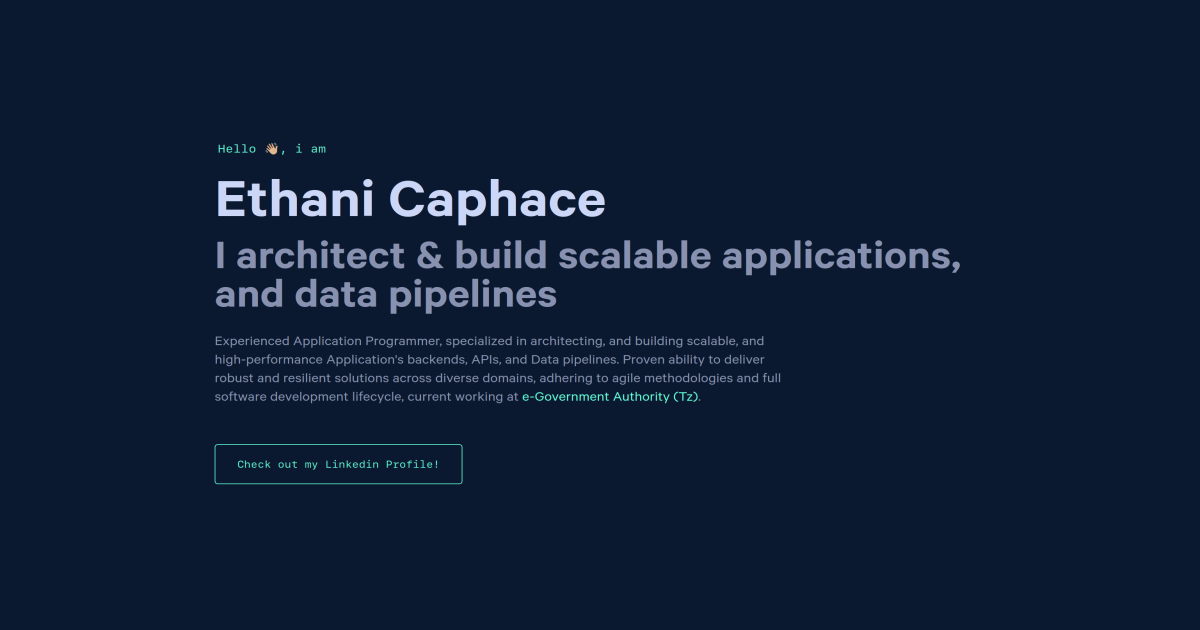 Hello 👋🏼, i am
Ethani Caphace
I architect & build scalable applications,
and data pipelines
Experienced Application Programmer, specialized in architecting, and building scalable, and
high-performance Application's backends, APIs, and Data pipelines. Proven ability to deliver
robust and resilient solutions across diverse domains, adhering to agile methodologies and full
software development lifecycle, current working at e-Government Authority (Tz).
Check out my Linkedin Profile!